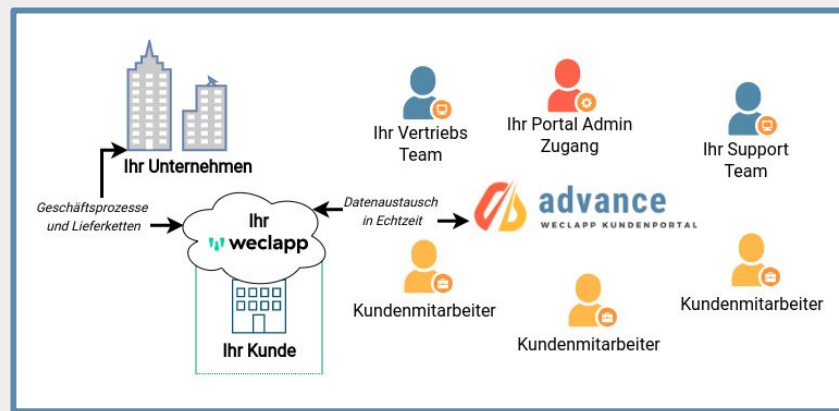 Ihr Vertriebs
Team
Ihr Portal Admin
Zugang
Ihr Support
Team
Ihr Unternehmen
Geschäftsprozesse
und Lieferketten
Ihr
weclapp
Datenaustausch
in Echtzeit
advance
WECLAPP KUNDENPORTAL
Ihr Kunde
Kundenmitarbeiter
Kundenmitarbeiter
Kundenmitarbeiter